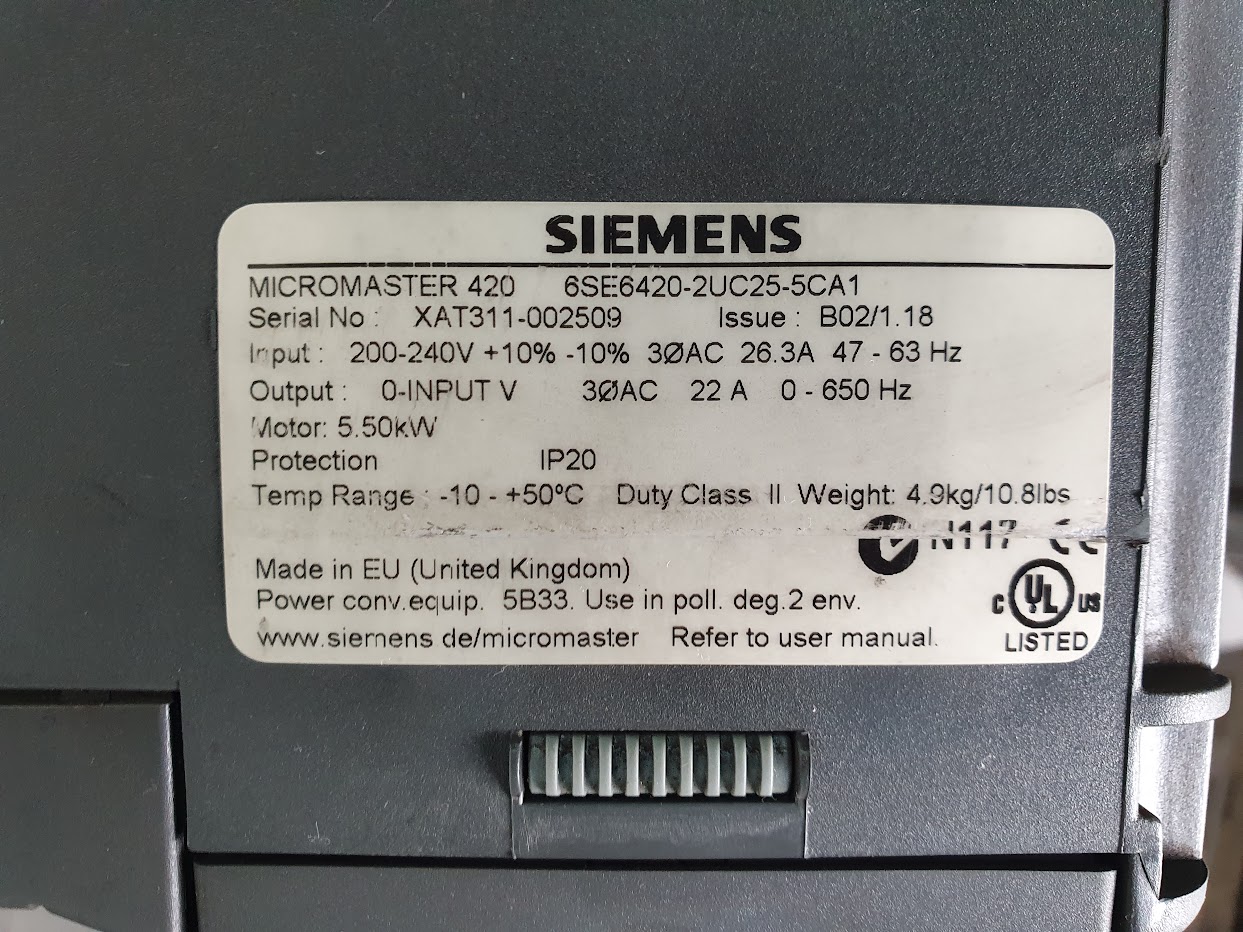 SIEMENS
MICROMASTER 420 6SE6420-2UC25-5CA1
Serial No : XAT311-002509 Issue : B02/1.18
Input : 200-240V +10% -10% 3ØAC 26.3A 47 - 63 Hz
Output : 0-INPUT V 3ØAC 22 A 0 - 650 Hz
Motor: 5.50kW
Protection IP20
Temp Range : -10 - +50°C Duty Class II Weight: 4.9kg/10.8lbs
N117 CE
Made in EU (United Kingdom)
Power conv.equip. 5B33. Use in poll. deg.2 env.
C UL US
www.siemens de/micromaster Refer to user manual.
LISTED